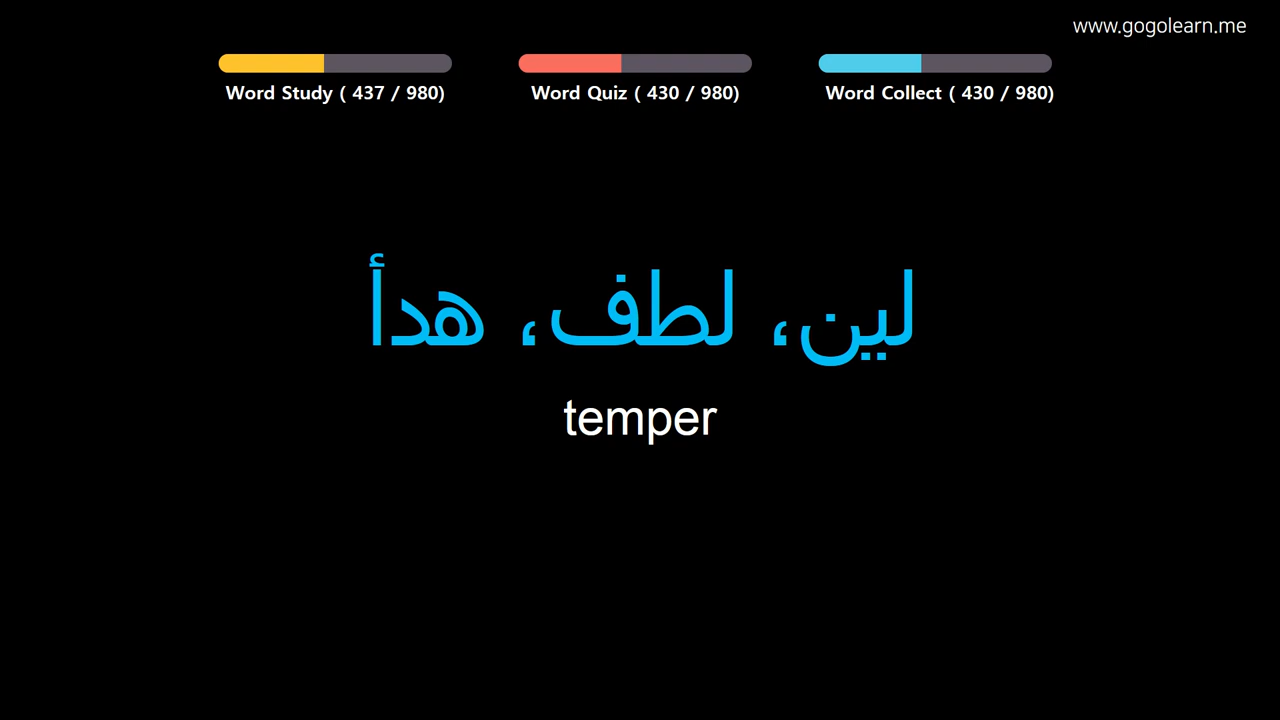 www.gogolearn.me
Word Study ( 437 / 980)
Word Quiz ( 430 / 980)
Word Collect ( 430 / 980)
لين، لطف، هدأ
temper